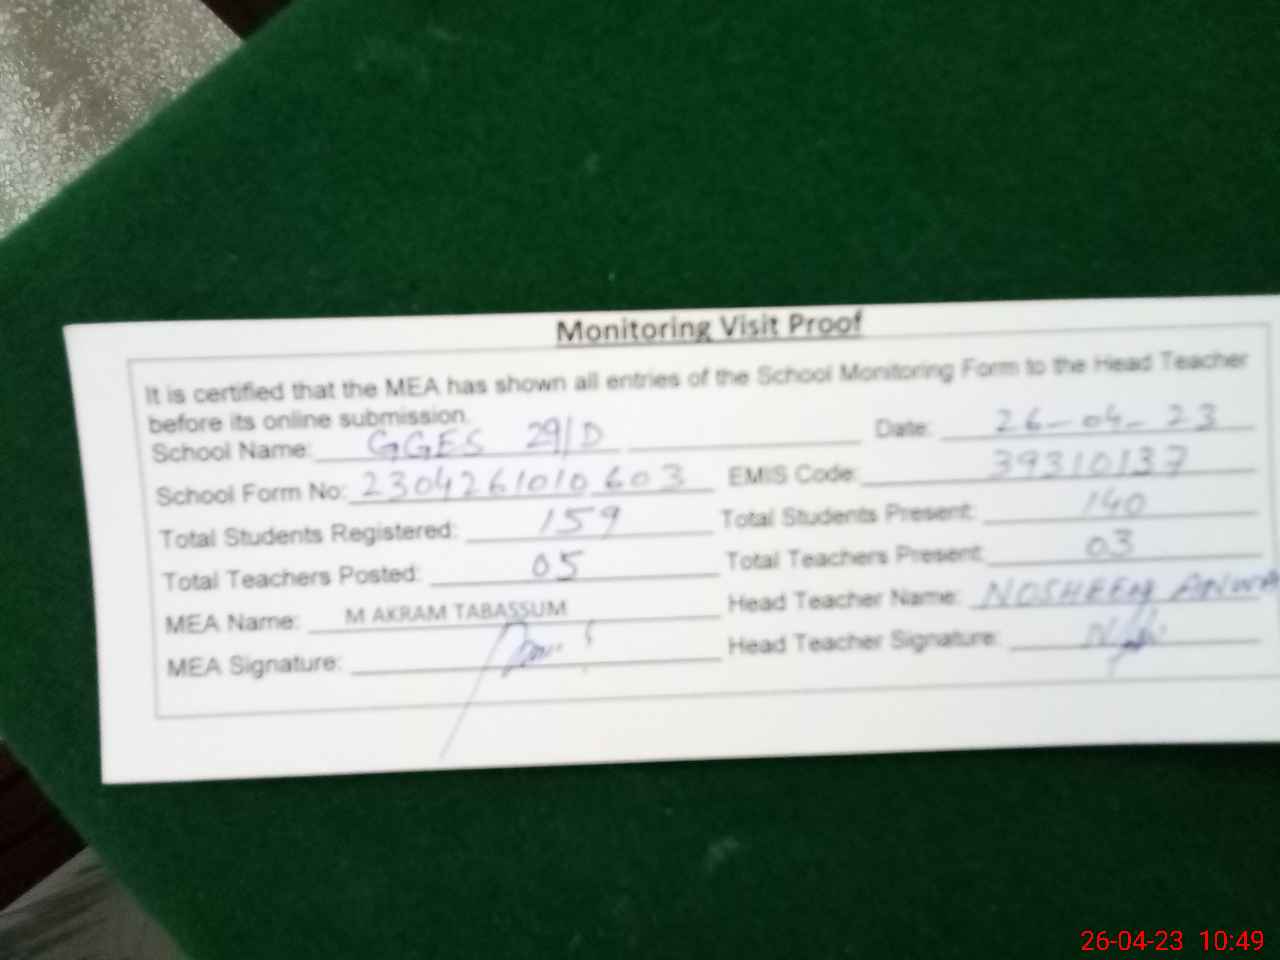 Monitoring Visit Proof
It is certified that the MEA has shown all entries of the School Monitoring Form to the Head Teacher
before its online submission.
School Name: GGES 29/D Date: 26-04-23
School Form No: 2304261010603 EMIS Code: 39310137
Total Students Registered: 159 Total Students Present: 140
Total Teachers Posted: 05 Total Teachers Present: 03
MEA Name: M AKRAM TABASSUM Head Teacher Name: NOSHEEN ANWA
MEA Signature: Head Teacher Signature:
26-04-23 10:49